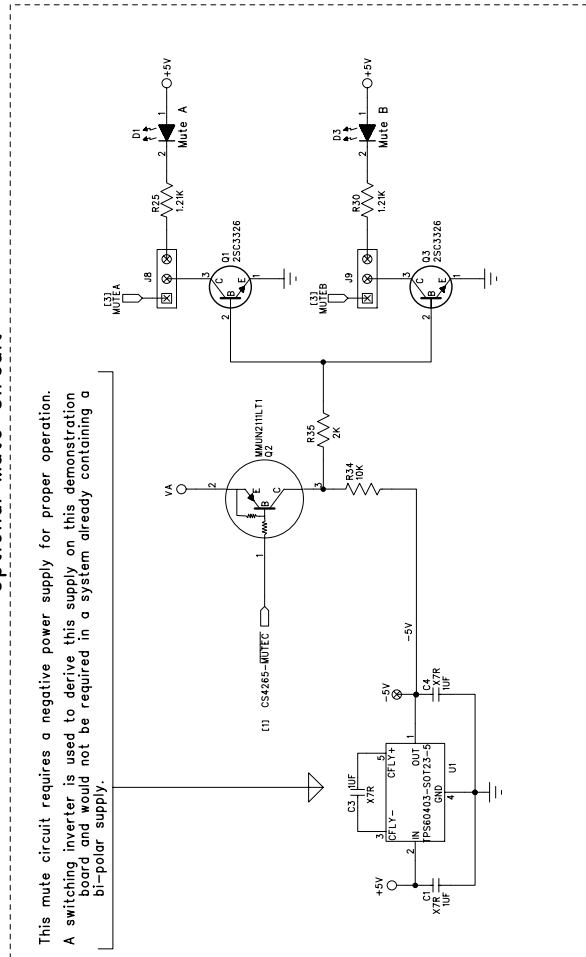 Optional Mute Circuit
This mute circuit requires a negative power supply for proper operation.
A switching inverter is used to derive this supply on this demonstration
board and would not be required in a system already containing a
bi-polar supply.
+5V
1
D1
Mute A
2
R25
1.21K
[3]
MUTEA
J8
3
C
Q1
2SC3326
B
E
2
1
+5V
1
D3
Mute B
2
R30
1.21K
[3]
MUTEB
J9
3
C
Q3
2SC3326
B
E
2
1
VA
2
MMUN2111LT1
Q2
E
B
C
1
3
[1] CS4265-MUTEC
R35
2K
R34
10K
-5V
-5V
C3
1UF
X7R
3
5
CFLY-
CFLY+
+5V
2
IN
OUT
1
TPS60403-SOT23-5
GND
U1
4
C1
X7R
1UF
C4
X7R
1UF